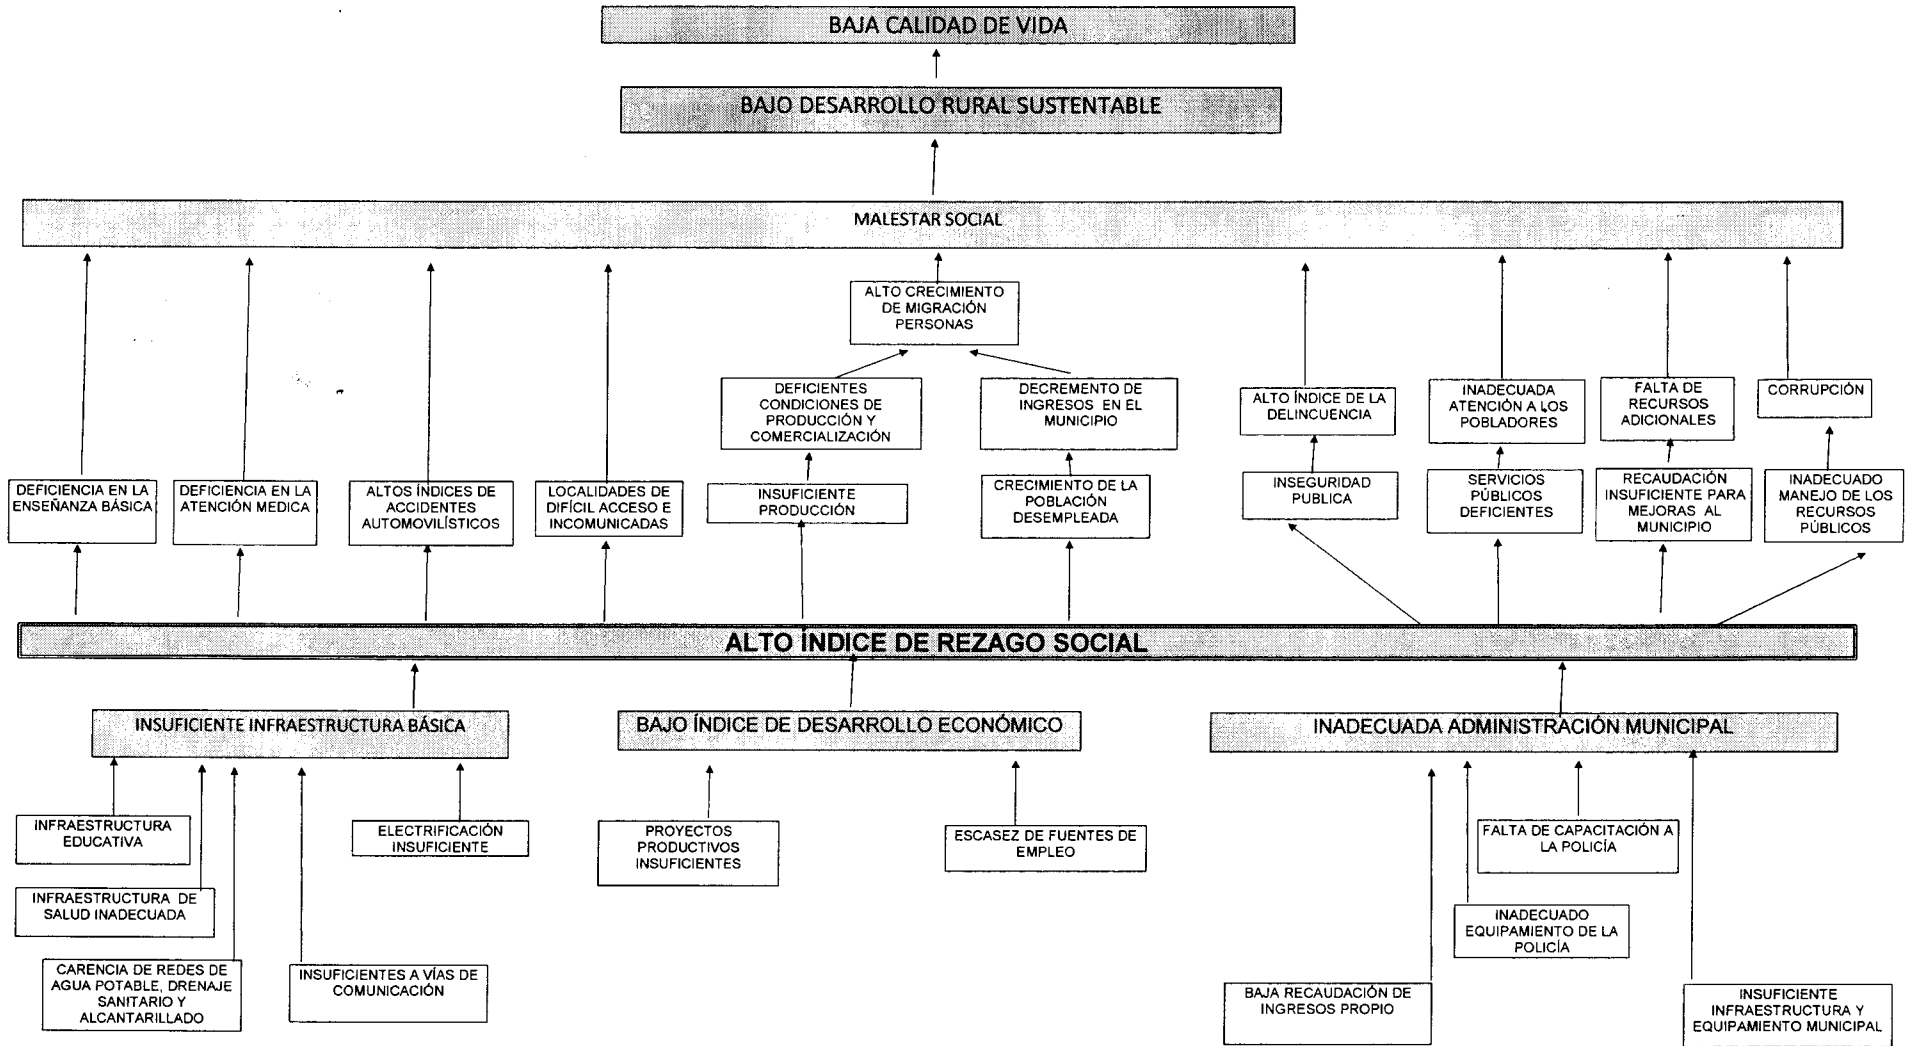 BAJA CALIDAD DE VIDA
BAJO DESARROLLO RURAL SUSTENTABLE
MALESTAR SOCIAL
ALTO CRECIMIENTO
DE MIGRACIÓN
PERSONAS
DEFICIENTES
CONDICIONES DE
PRODUCCIÓN Y
COMERCIALIZACIÓN
DECREMENTO DE
INGRESOS EN EL
MUNICIPIO
ALTO ÍNDICE DE LA
DELINCUENCIA
INADECUADA
ATENCIÓN A LOS
POBLADORES
FALTA DE
RECURSOS
ADICIONALES
CORRUPCIÓN
DEFICIENCIA EN LA
ENSEÑANZA BÁSICA
DEFICIENCIA EN LA
ATENCIÓN MEDICA
ALTOS ÍNDICES DE
ACCIDENTES
AUTOMOVILÍSTICOS
LOCALIDADES DE
DIFÍCIL ACCESO E
INCOMUNICADAS
INSUFICIENTE
PRODUCCIÓN
CRECIMIENTO DE LA
POBLACIÓN
DESEMPLEADA
INSEGURIDAD
PUBLICA
SERVICIOS
PÚBLICOS
DEFICIENTES
RECAUDACIÓN
INSUFICIENTE PARA
MEJORAS AL
MUNICIPIO
INADECUADO
MANEJO DE LOS
RECURSOS
PÚBLICOS
ALTO ÍNDICE DE REZAGO SOCIAL
INSUFICIENTE INFRAESTRUCTURA BÁSICA
BAJO ÍNDICE DE DESARROLLO ECONÓMICO
INADECUADA ADMINISTRACIÓN MUNICIPAL
INFRAESTRUCTURA
EDUCATIVA
ELECTRIFICACIÓN
INSUFICIENTE
PROYECTOS
PRODUCTIVOS
INSUFICIENTES
ESCASEZ DE FUENTES DE
EMPLEO
FALTA DE CAPACITACIÓN A
LA POLICÍA
INFRAESTRUCTURA DE
SALUD INADECUADA
INADECUADO
EQUIPAMIENTO DE LA
POLICÍA
CARENCIA DE REDES DE
AGUA POTABLE, DRENAJE
SANITARIO Y
ALCANTARILLADO
INSUFICIENTES A VÍAS DE
COMUNICACIÓN
BAJA RECAUDACIÓN DE
INGRESOS PROPIO
INSUFICIENTE
INFRAESTRUCTURA Y
EQUIPAMIENTO MUNICIPAL